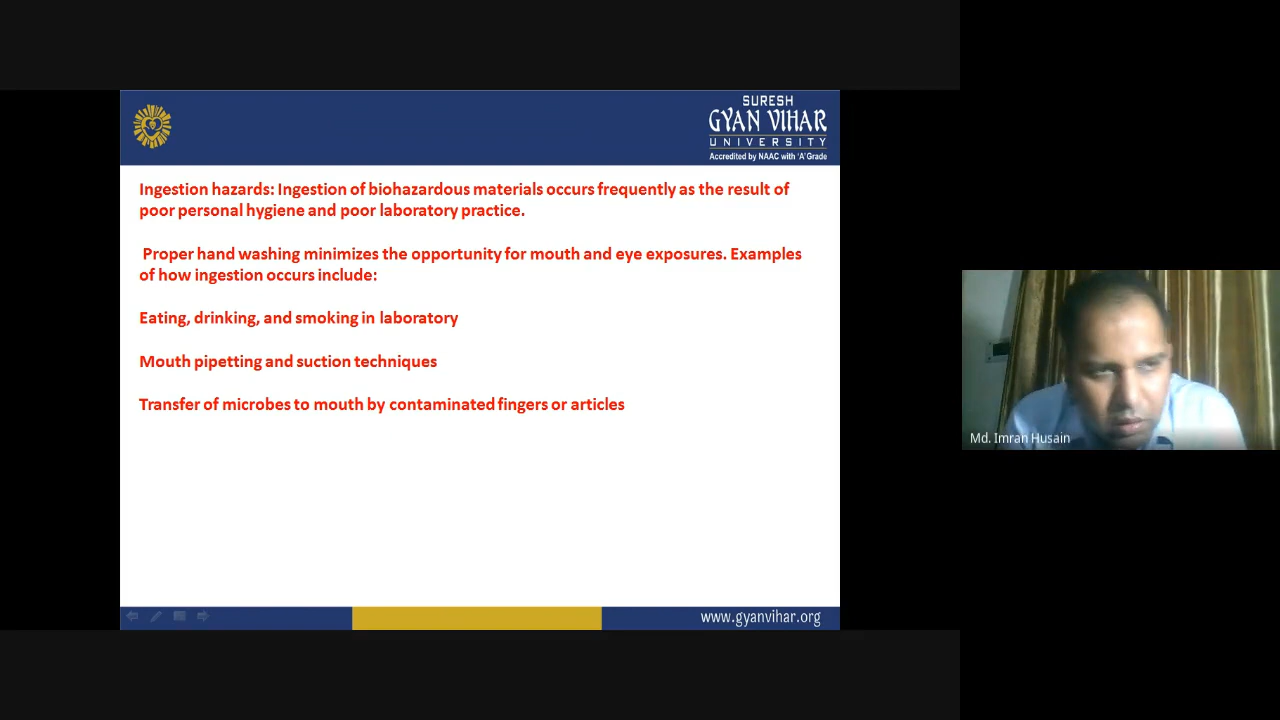 SURESH
GYAN VIHAR
UNIVERSITY
Accredited by NAAC with 'A' Grade
Ingestion hazards: Ingestion of biohazardous materials occurs frequently as the result of
poor personal hygiene and poor laboratory practice.
Proper hand washing minimizes the opportunity for mouth and eye exposures. Examples
of how ingestion occurs include:
Eating, drinking, and smoking in laboratory
Mouth pipetting and suction techniques
Transfer of microbes to mouth by contaminated fingers or articles
Md. Imran Husain
www.gyanvihar.org